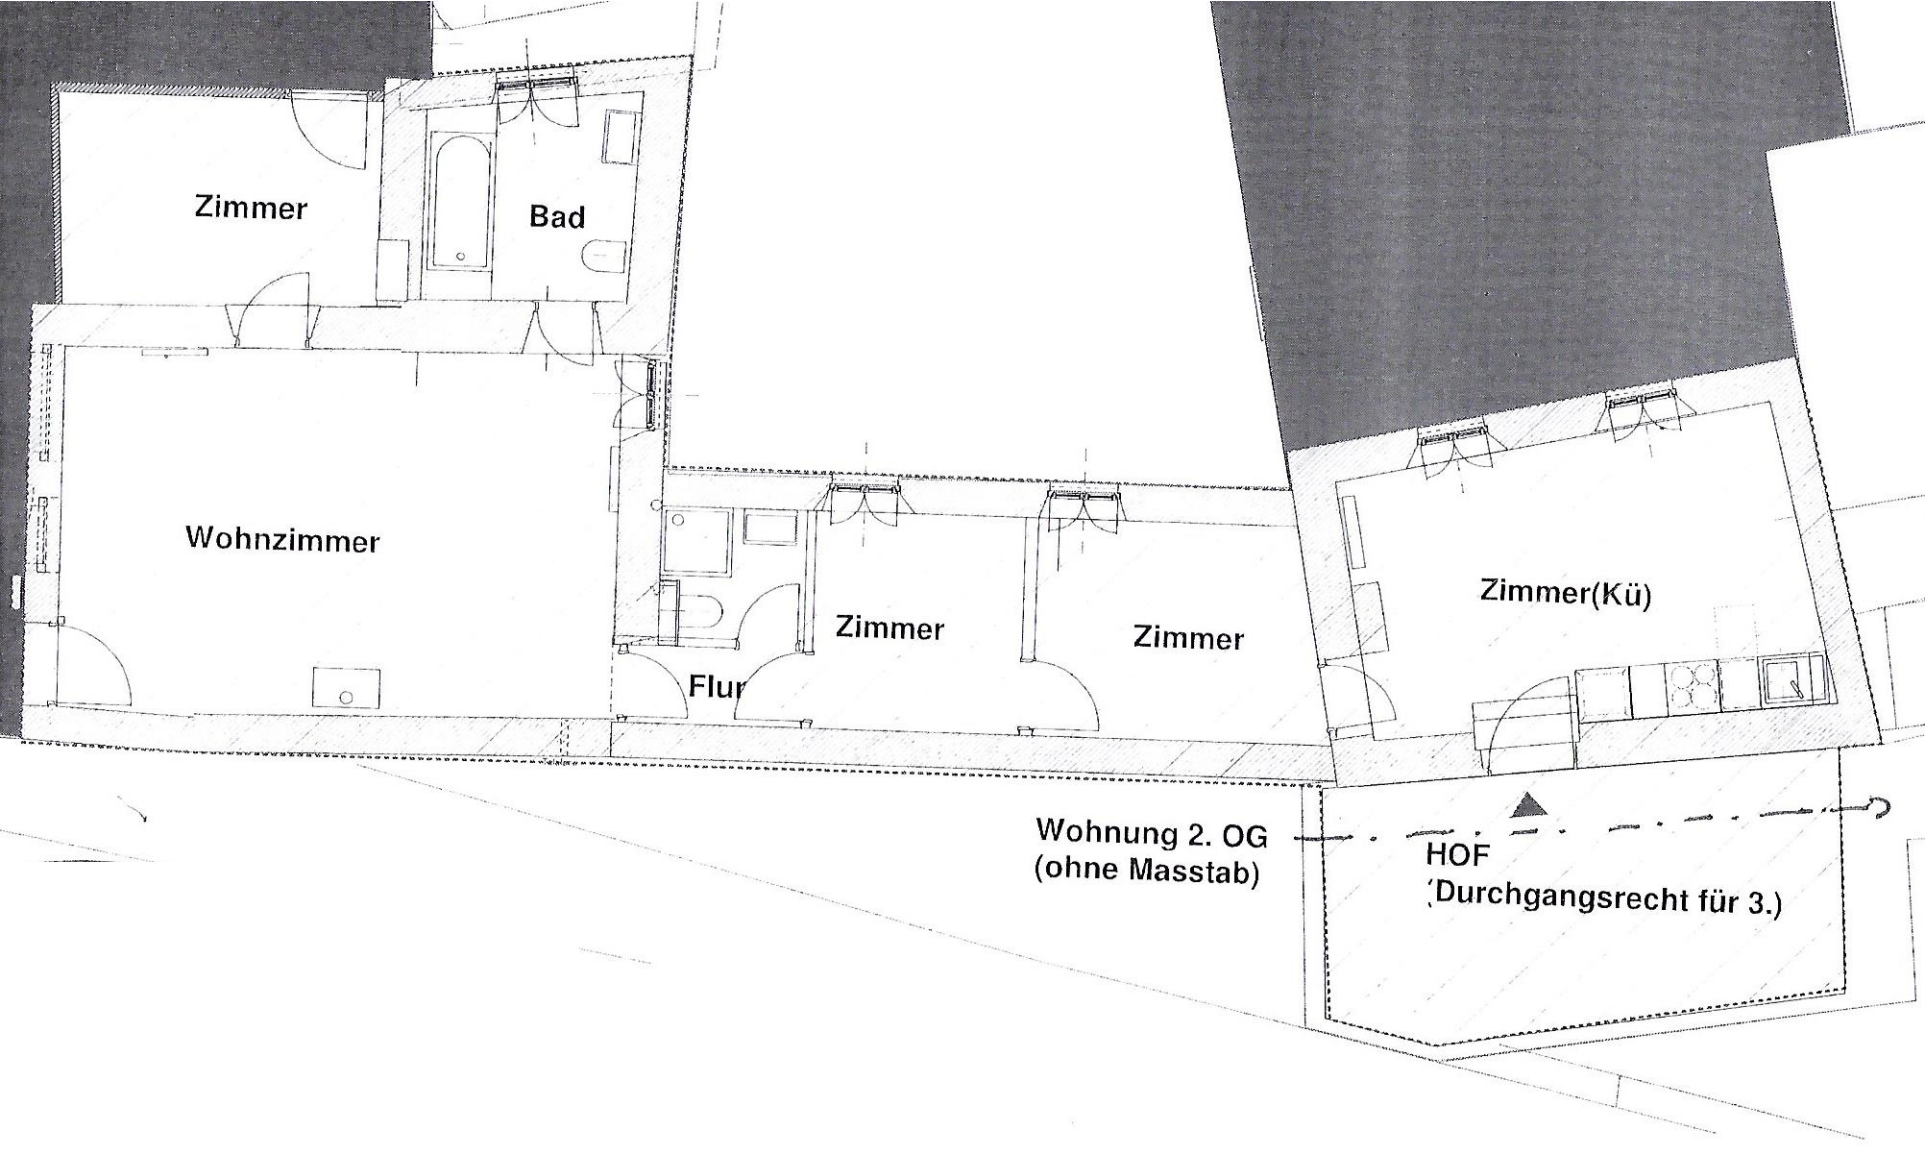 Zimmer
Bad
Wohnzimmer
Zimmer
Flur
Zimmer
Zimmer(Kü)
Wohnung 2. OG
(ohne Masstab)
HOF
(Durchgangsrecht für 3.)